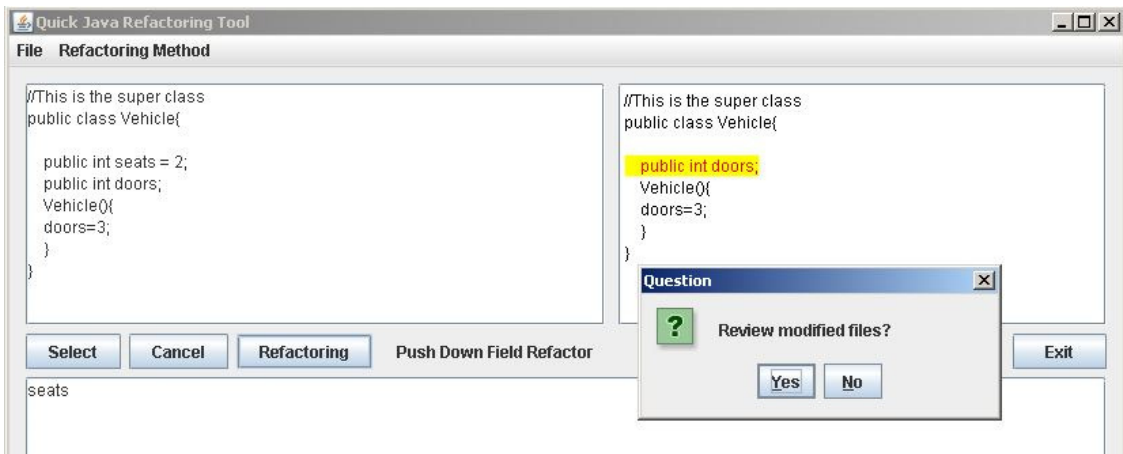 Quick Java Refactoring Tool
File Refactoring Method
//This is the super class
public class Vehicle{
public int seats = 2;
public int doors;
Vehicle(){
doors=3;
}
}
//This is the super class
public class Vehicle{
public int doors;
Vehicle(){
doors=3;
}
}
Question
?
Review modified files?
Yes No
Select Cancel Refactoring Push Down Field Refactor Exit
seats